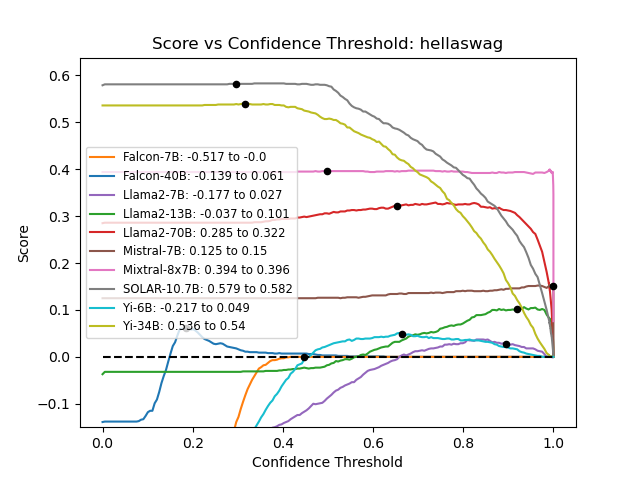 Score vs Confidence Threshold: hellaswag
0.6
0.5
0.4
0.3
0.2
0.1
0.0
−0.1
Score
Falcon-7B: -0.517 to -0.0
Falcon-40B: -0.139 to 0.061
Llama2-7B: -0.177 to 0.027
Llama2-13B: -0.037 to 0.101
Llama2-70B: 0.285 to 0.322
Mistral-7B: 0.125 to 0.15
Mixtral-8x7B: 0.394 to 0.396
SOLAR-10.7B: 0.579 to 0.582
Yi-6B: -0.217 to 0.049
Yi-34B: 0.536 to 0.54
0.0 0.2 0.4 0.6 0.8 1.0
Confidence Threshold